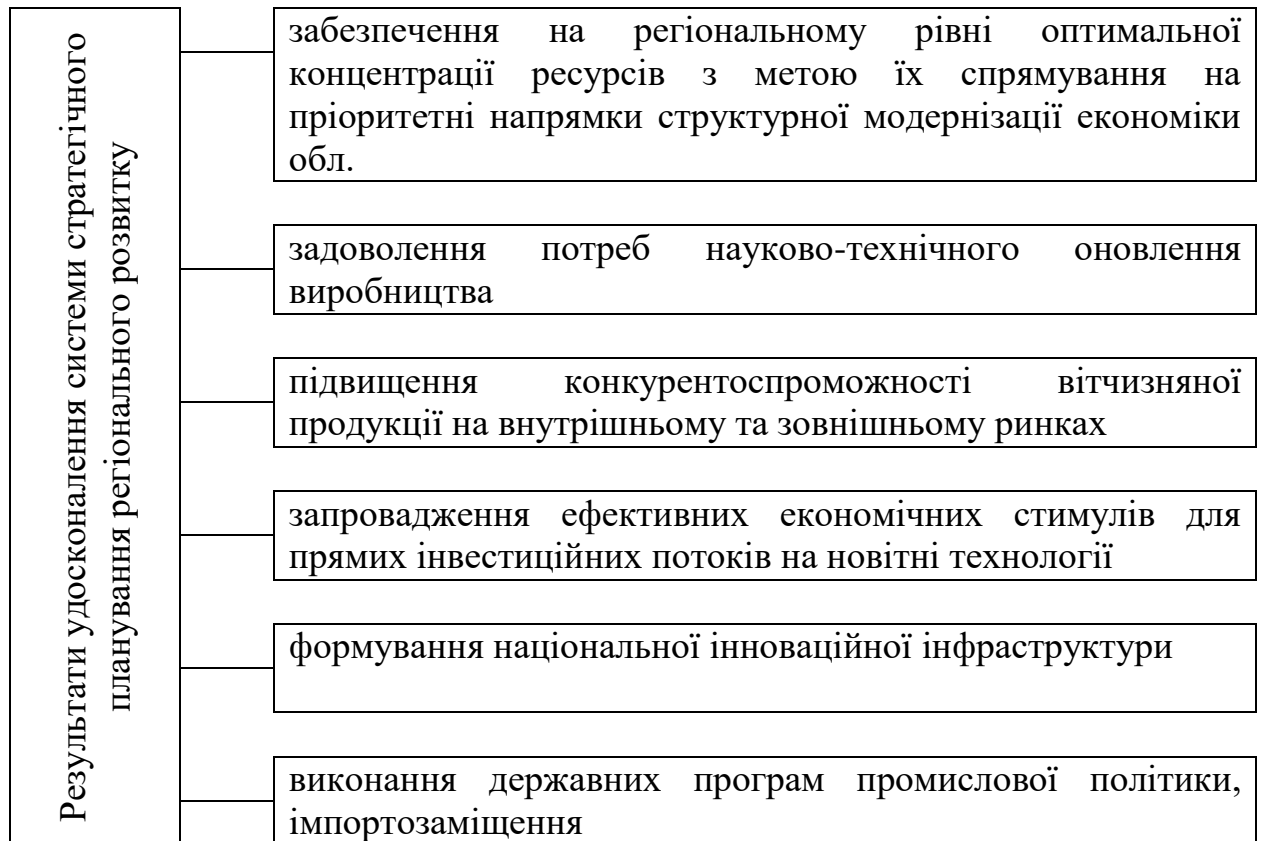 Результати удосконалення системи стратегічного
планування регіонального розвитку
забезпечення на регіональному рівні оптимальної
концентрації ресурсів з метою їх спрямування на
пріоритетні напрямки структурної модернізації економіки
обл.
задоволення потреб науково-технічного оновлення
виробництва
підвищення конкурентоспроможності вітчизняної
продукції на внутрішньому та зовнішньому ринках
запровадження ефективних економічних стимулів для
прямих інвестиційних потоків на новітні технології
формування національної інноваційної інфраструктури
виконання державних програм промислової політики,
імпортозаміщення